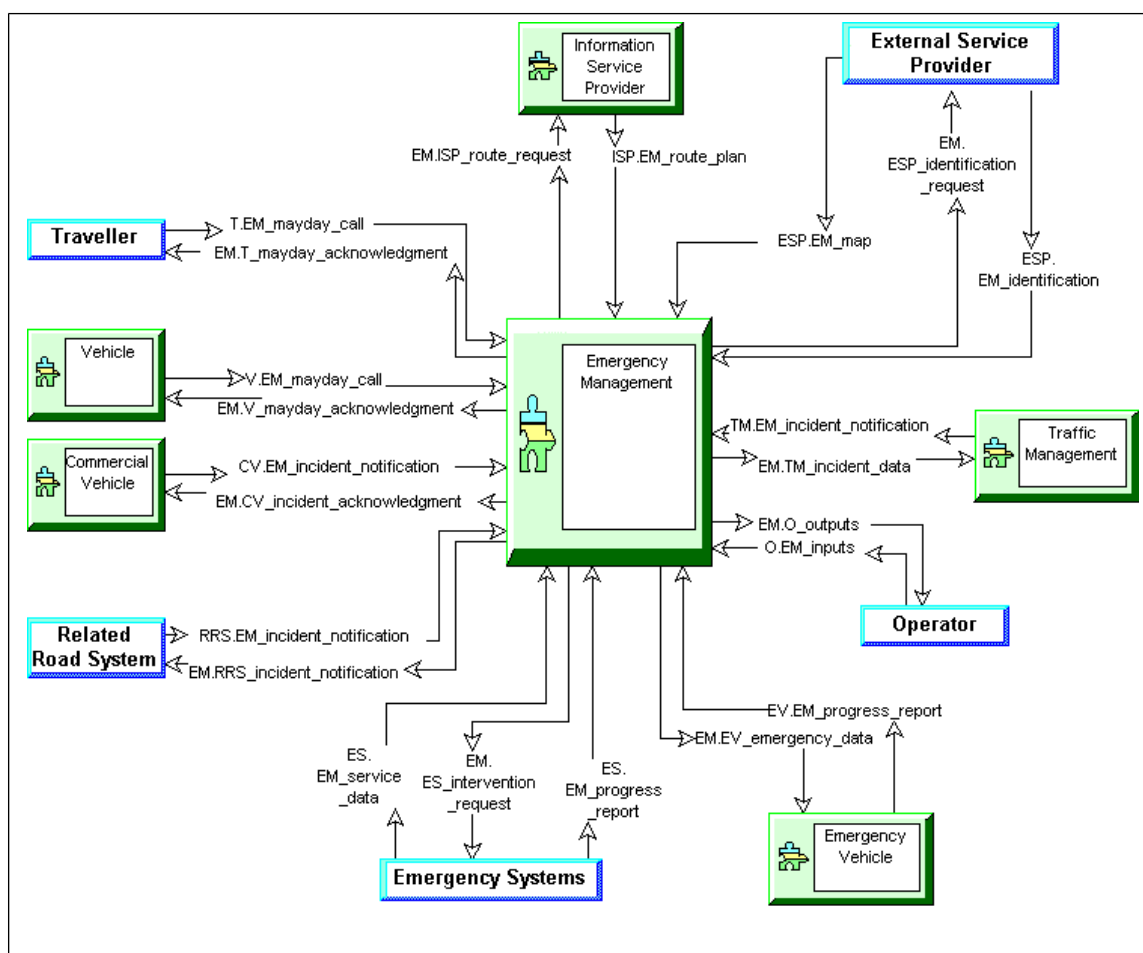 Information
Service
Provider
External Service
Provider
EM.ISP_route_request
ISP.EM_route_plan
EM.
ESP_identification
_request
T.EM_mayday_call
Traveller
EM.T_mayday_acknowledgment
ESP.EM_map
ESP.
EM_identification
Vehicle
V.EM_mayday_call
EM.V_mayday_acknowledgment
Emergency
Management
Commercial
Vehicle
CV.EM_incident_notification
EM.CV_incident_acknowledgment
TM.EM_incident_notification
EM.TM_incident_data
Traffic
Management
EM.O_outputs
O.EM_inputs
Operator
Related
Road System
RRS.EM_incident_notification
EM.RRS_incident_notification
EV.EM_progress_report
EM.EV_emergency_data
ES.
EM_service
_data
EM.
ES_intervention
_request
ES.
EM_progress
_report
Emergency Systems
Emergency
Vehicle